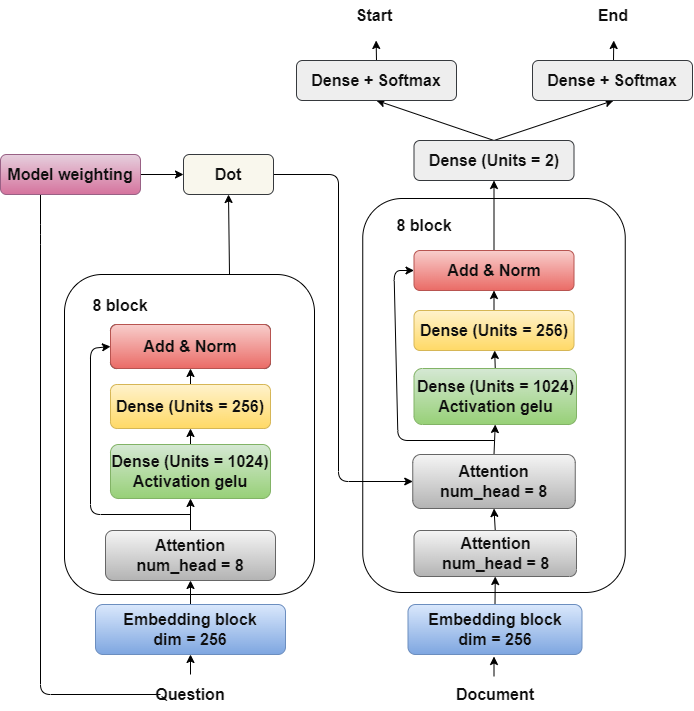 Start
End
Dense + Softmax
Dense + Softmax
Model weighting
Dot
Dense (Units = 2)
8 block
Add & Norm
Dense (Units = 256)
Dense (Units = 1024)
Activation gelu
Attention
num_head = 8
Embedding block
dim = 256
Question
8 block
Add & Norm
Dense (Units = 256)
Dense (Units = 1024)
Activation gelu
Attention
num_head = 8
Attention
num_head = 8
Embedding block
dim = 256
Document